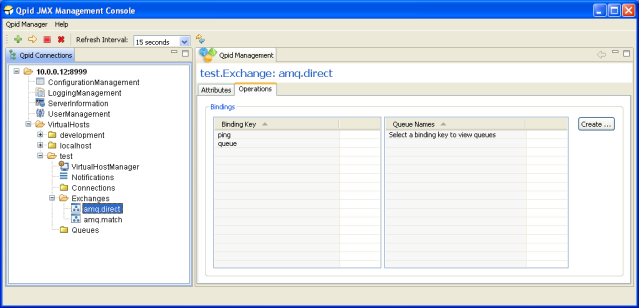 Qpid JMX Management Console
Qpid Manager Help
Refresh Interval: 15 seconds
Qpid Connections
10.0.0.12:8999
ConfigurationManagement
LoggingManagement
ServerInformation
UserManagement
VirtualHosts
development
localhost
test
VirtualHostManager
Notifications
Connections
Exchanges
amq.direct
amq.match
Queues
Qpid Management
test.Exchange: amq.direct
Attributes Operations
Bindings
Binding Key Queue Names Create ...
ping Select a binding key to view queues
queue